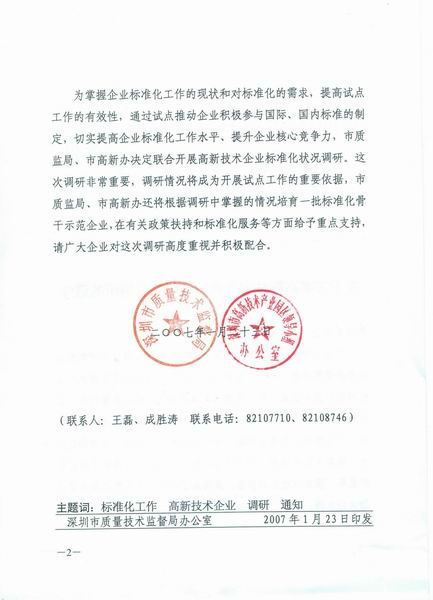 为掌握企业标准化工作的现状和对标准化的需求，提高试点
工作的有效性，通过试点推动企业积极参与国际、国内标准的制
定，切实提高企业标准化工作水平、提升企业核心竞争力，市质
监局、市高新办决定联合开展高新技术企业标准化状况调研。这
次调研非常重要，调研情况将成为开展试点工作的重要依据，市
质监局、市高新办还将根据调研中掌握的情况培育一批标准化骨
干示范企业，在有关政策扶持和标准化服务等方面给予重点支持，
请广大企业对这次调研高度重视并积极配合。
深圳市质量技术监督局
深圳市高新技术产业园区领导小组
办公室
二〇〇七年一月二十三日
（联系人：王磊、成胜涛 联系电话：82107710、82108746）
主题词：标准化工作 高新技术企业 调研 通知
深圳市质量技术监督局办公室 2007年1月23日印发
—2—